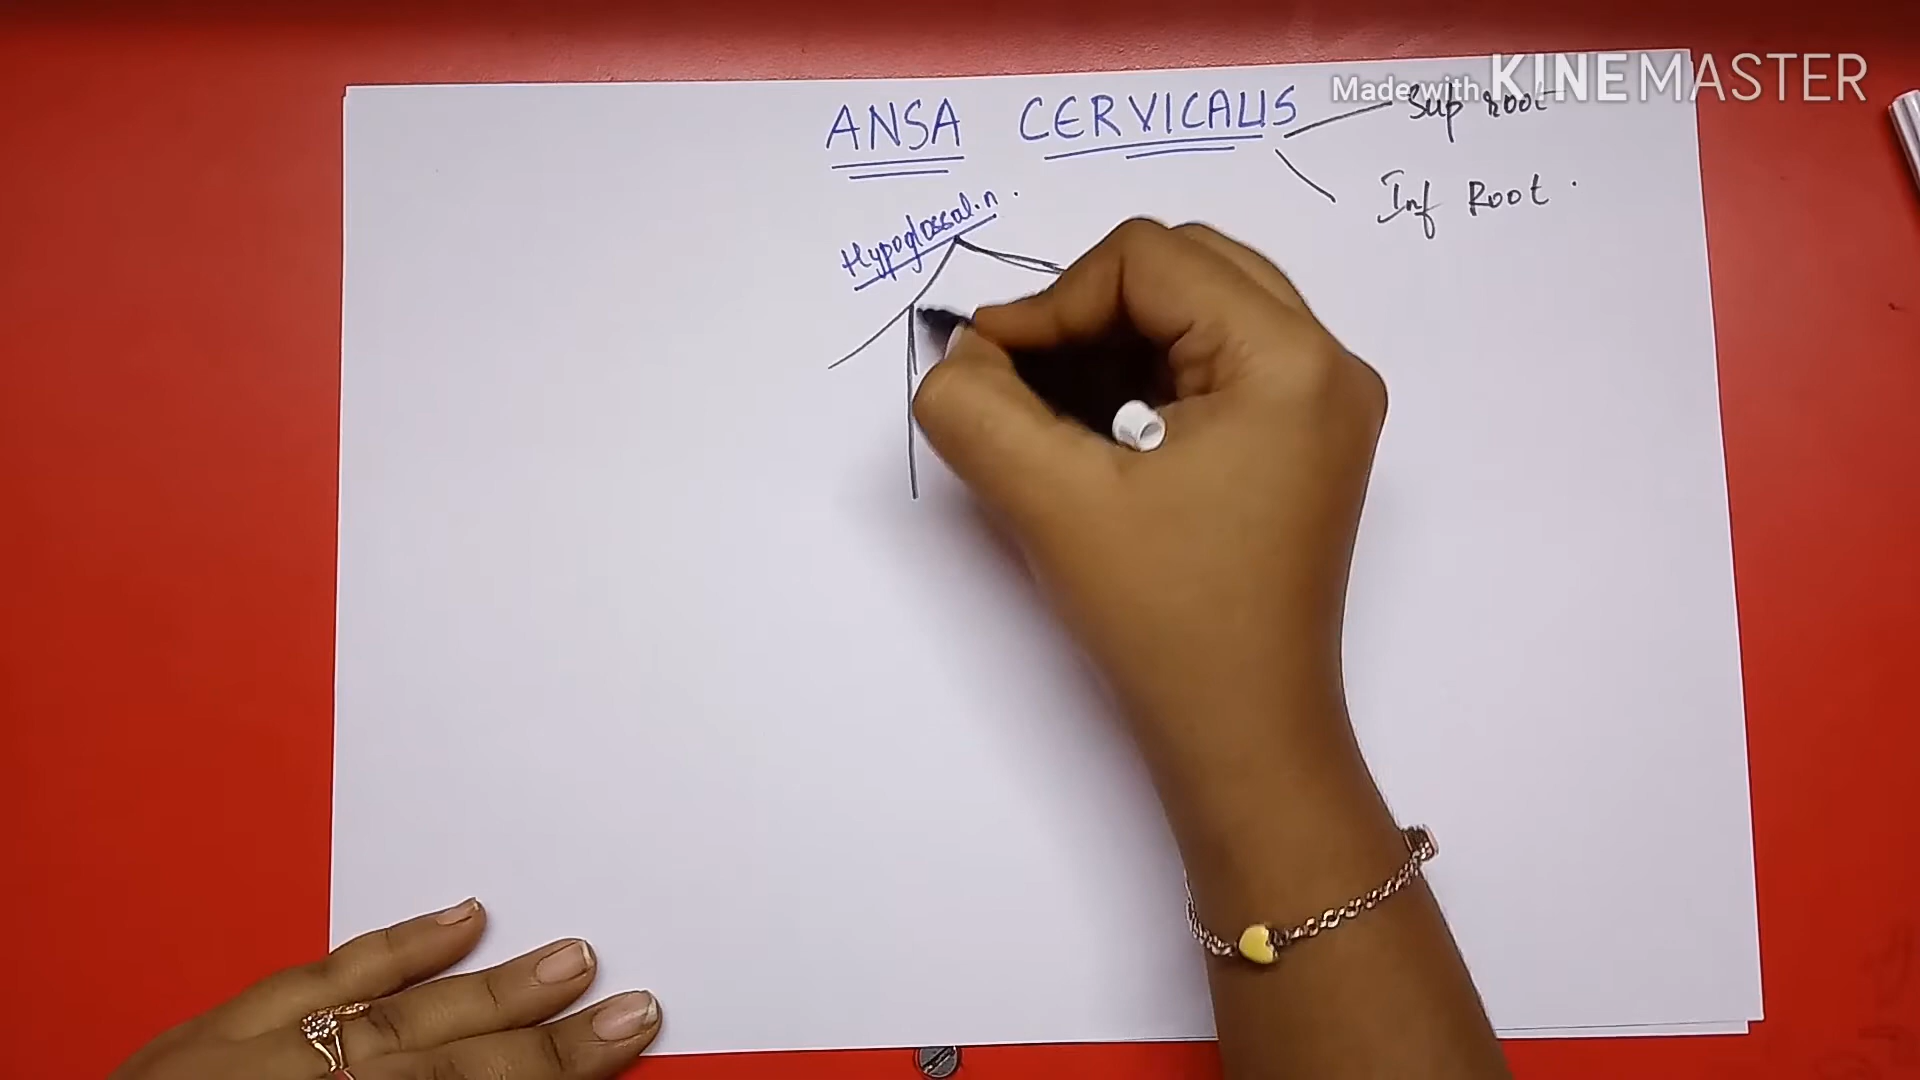 Made with KINEMASTER
ANSA CERVICALIS
Sup root
Inf Root .
Hypoglossal.n .